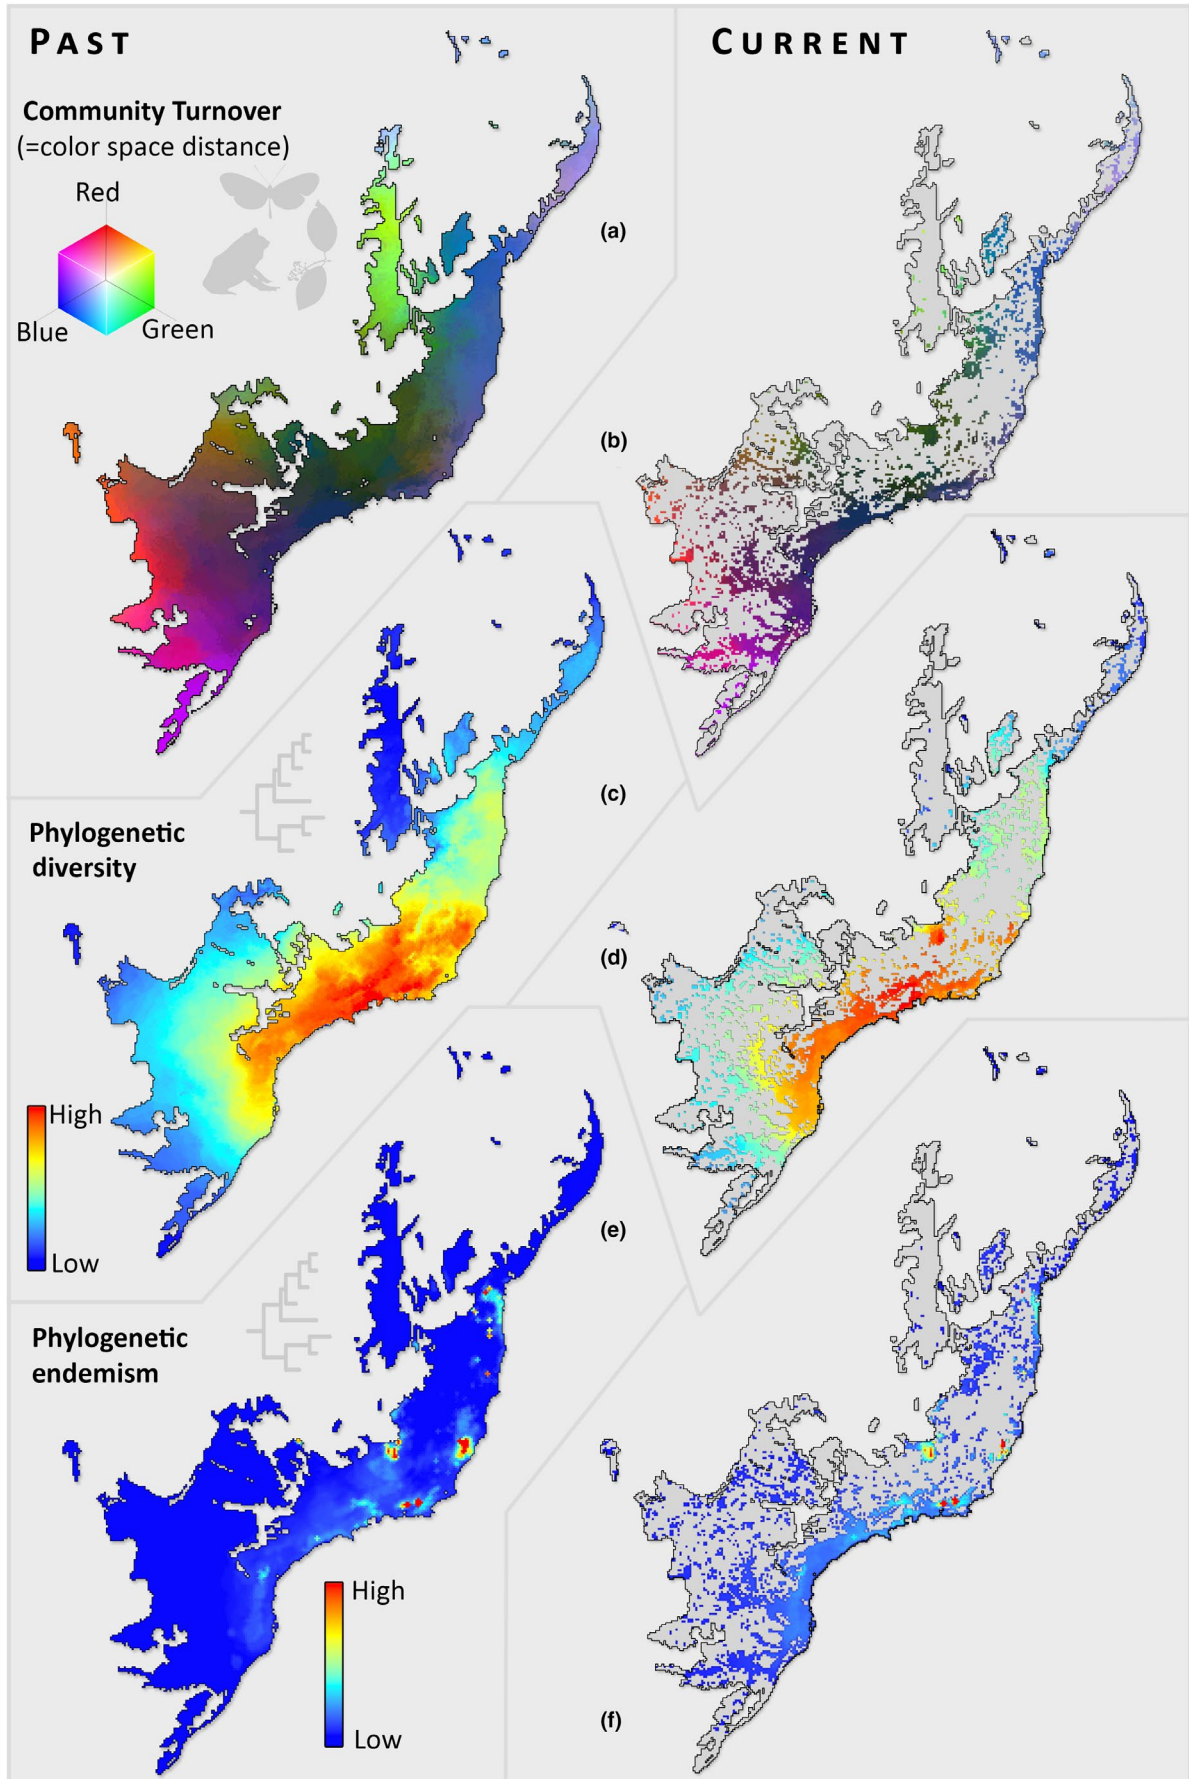 PAST
CURRENT
Community Turnover
(=color space distance)
Red
Blue
Green
(a)
(b)
(c)
Phylogenetic
diversity
(d)
High
Low
(e)
Phylogenetic
endemism
High
Low
(f)